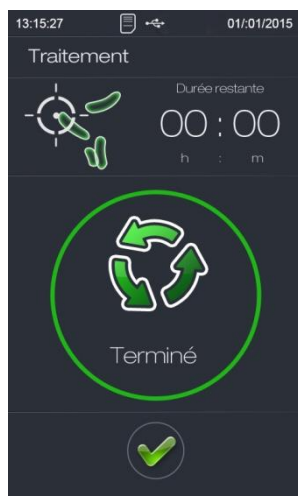 13:15:27 01/:01/2015
Traitement
Durée restante
00 : 00
h : m
Terminé